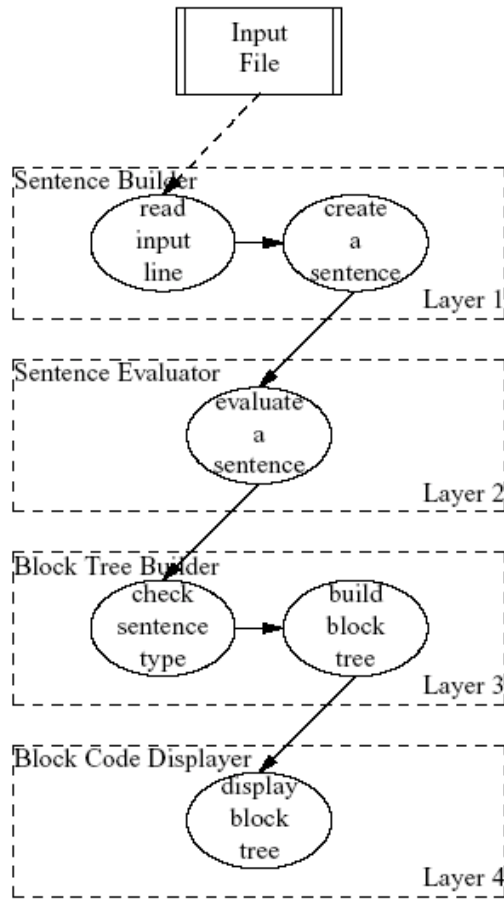 Input
File
Sentence Builder
read
input
line
create
a
sentence
Layer 1
Sentence Evaluator
evaluate
a
sentence
Layer 2
Block Tree Builder
check
sentence
type
build
block
tree
Layer 3
Block Code Displayer
display
block
tree
Layer 4